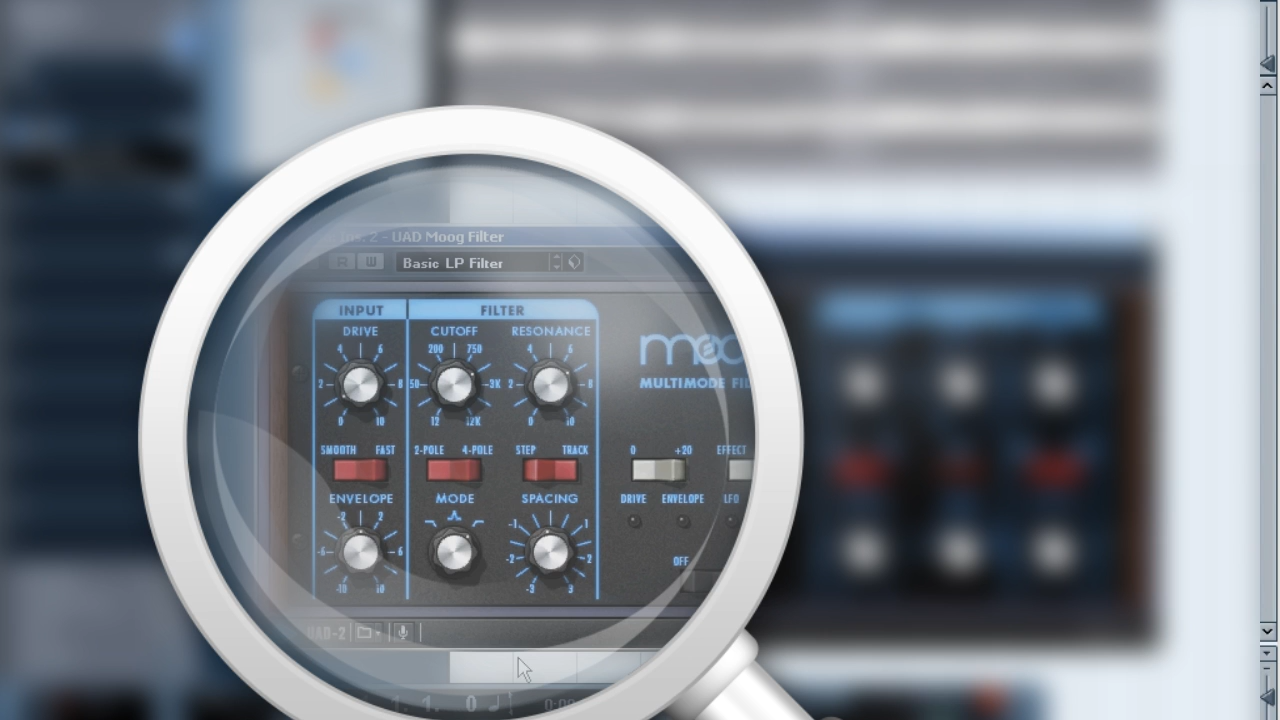 2 - UAD Moog Filter
R W Basic LP Filter
INPUT FILTER
DRIVE CUTOFF RESONANCE
4 6 200 750 4 6
2 8 50 3K 2 8
0 10 12 12K 0 10
MULTIMODE
SMOOTH FAST 2-POLE 4-POLE STEP TRACK 0 +20 EFFECT
ENVELOPE MODE SPACING DRIVE ENVELOPE LFO
-2 2 -1 1
-6 6 -2 2
OFF
-10 10 -3 3
UAD-2